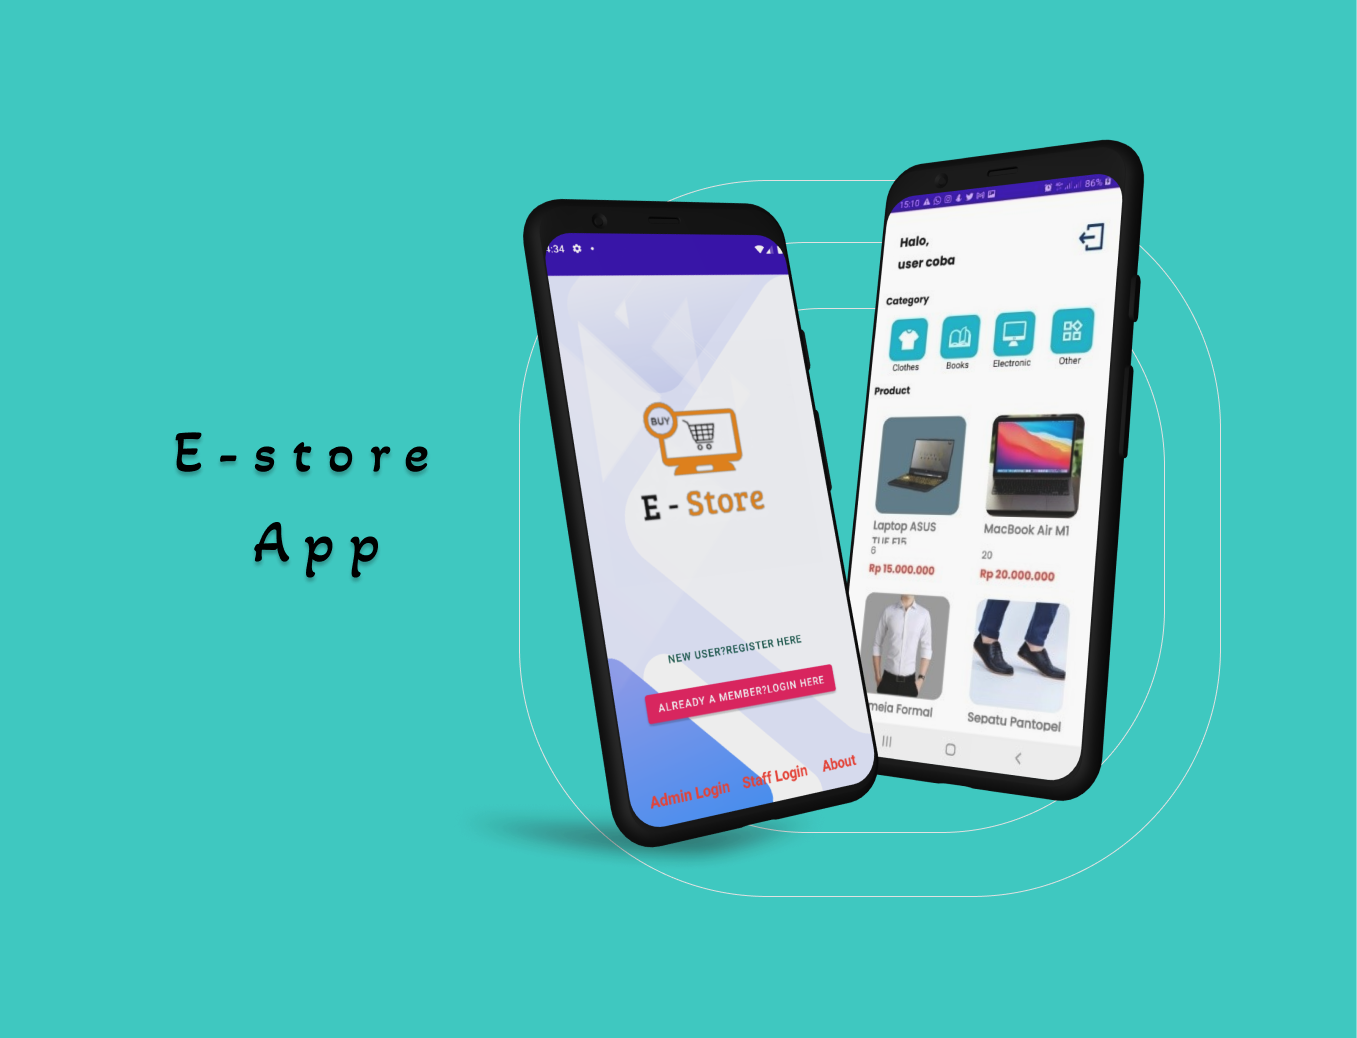 E-store
App
4:34
BUY
E - Store
NEW USER?REGISTER HERE
ALREADY A MEMBER?LOGIN HERE
Admin Login Staff Login About
15:10 86%
Halo,
user coba
Category
Clothes Books Electronic Other
Product
Laptop ASUS
TUF F15
6
Rp 15.000.000
MacBook Air M1
20
Rp 20.000.000
meja Formal
Sepatu Pantopel